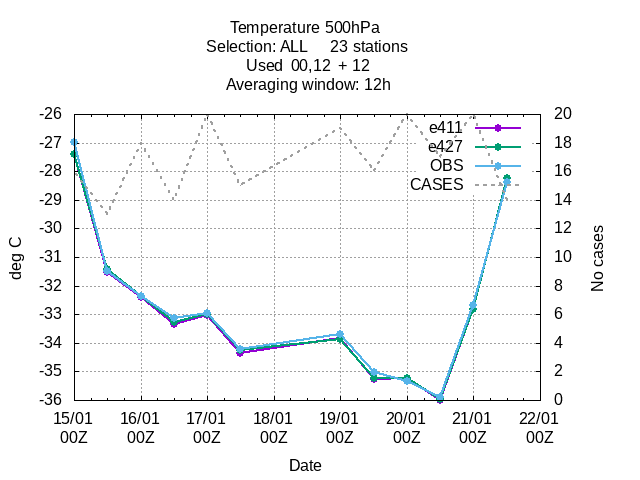 Temperature 500hPa
Selection: ALL 23 stations
Used 00,12 + 12
Averaging window: 12h
-26
-27
-28
-29
-30
-31
-32
-33
-34
-35
-36
deg C
20
18
16
14
12
10
8
6
4
2
0
No cases
e411
e427
OBS
CASES
15/01 16/01 17/01 18/01 19/01 20/01 21/01 22/01
00Z 00Z 00Z 00Z 00Z 00Z 00Z 00Z
Date